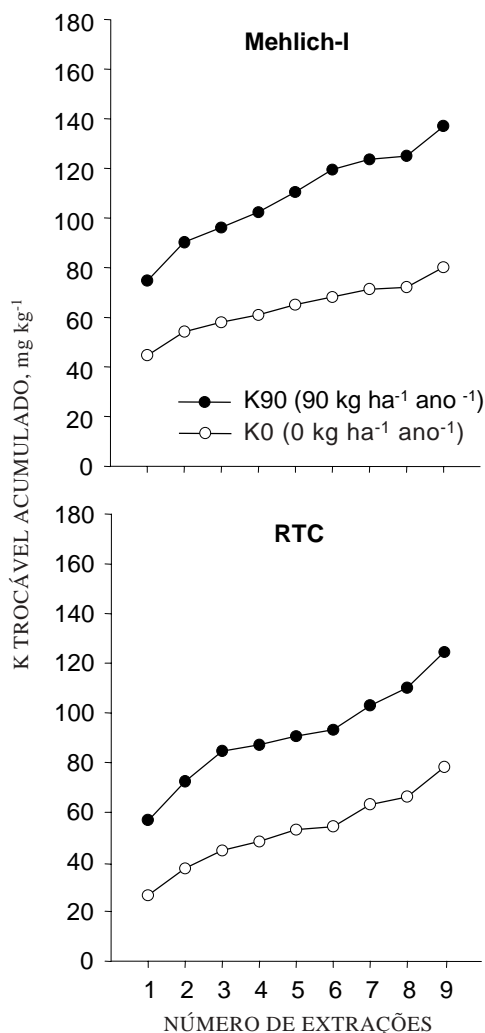 K TROCÁVEL ACUMULADO, mg kg-1
Mehlich-I
180
160
140
120
100
80
60
40
20
0
K90 (90 kg ha-1 ano -1)
K0 (0 kg ha-1 ano-1)
RTC
180
160
140
120
100
80
60
40
20
0
1 2 3 4 5 6 7 8 9
NÚMERO DE EXTRAÇÕES